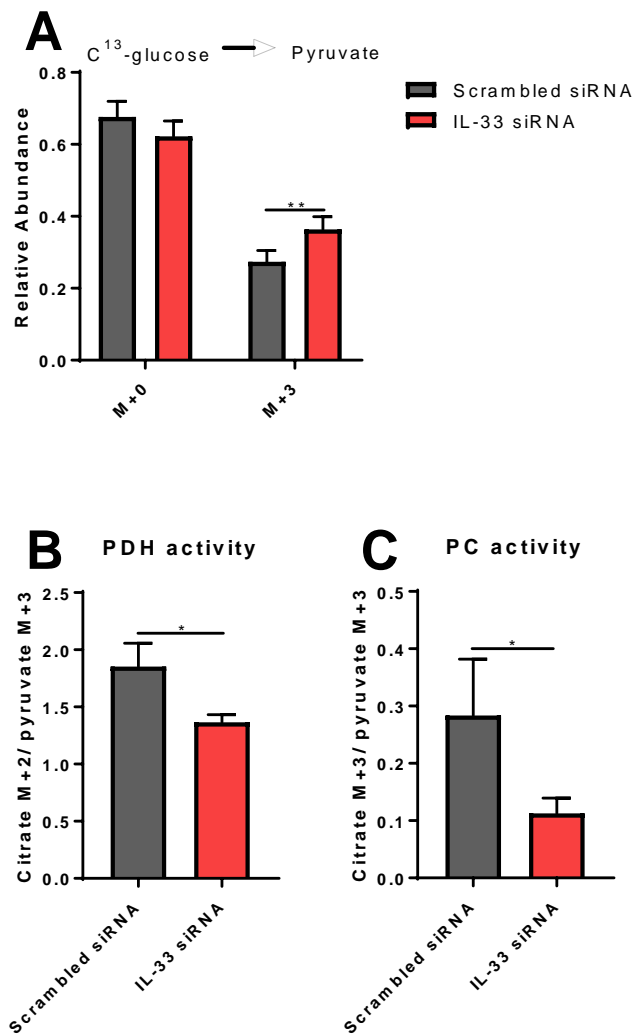 A
C¹³-glucose Pyruvate
Scrambled siRNA
IL-33 siRNA
Relative Abundance
0.8
0.6
0.4
0.2
0.0
**
M+0
M+3
B
PDH activity
Citrate M+2/pyruvate M+3
2.5
2.0
1.5
1.0
0.5
0.0
*
Scrambled siRNA
IL-33 siRNA
C
PC activity
Citrate M+3/pyruvate M+3
0.5
0.4
0.3
0.2
0.1
0.0
*
Scrambled siRNA
IL-33 siRNA